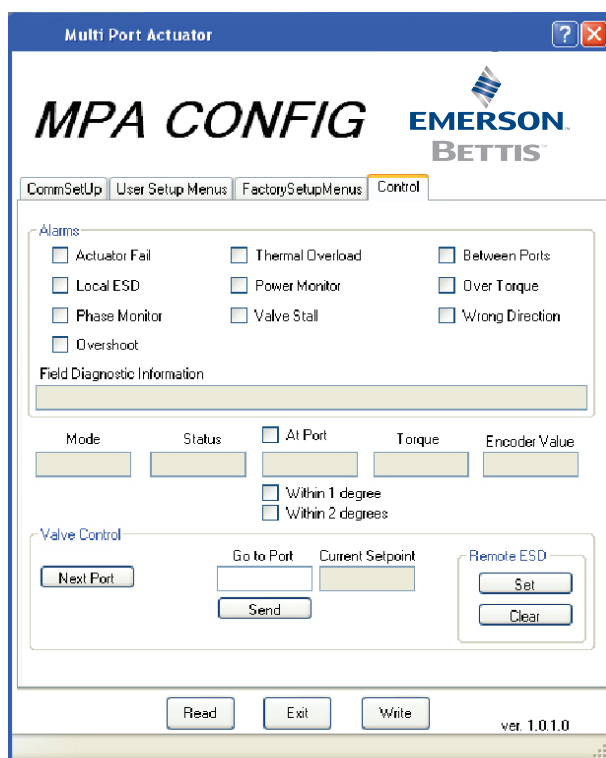 Multi Port Actuator
?
X
MPA CONFIG
EMERSON™
BETTIS™
CommSetUp User Setup Menus FactorySetupMenus Control
Alarms
Actuator Fail Thermal Overload Between Ports
Local ESD Power Monitor Over Torque
Phase Monitor Valve Stall Wrong Direction
Overshoot
Field Diagnostic Information
Mode Status At Port Torque Encoder Value
Within 1 degree
Within 2 degrees
Valve Control
Go to Port Current Setpoint Remote ESD
Next Port Set
Send Clear
Read Exit Write
ver. 1.0.1.0